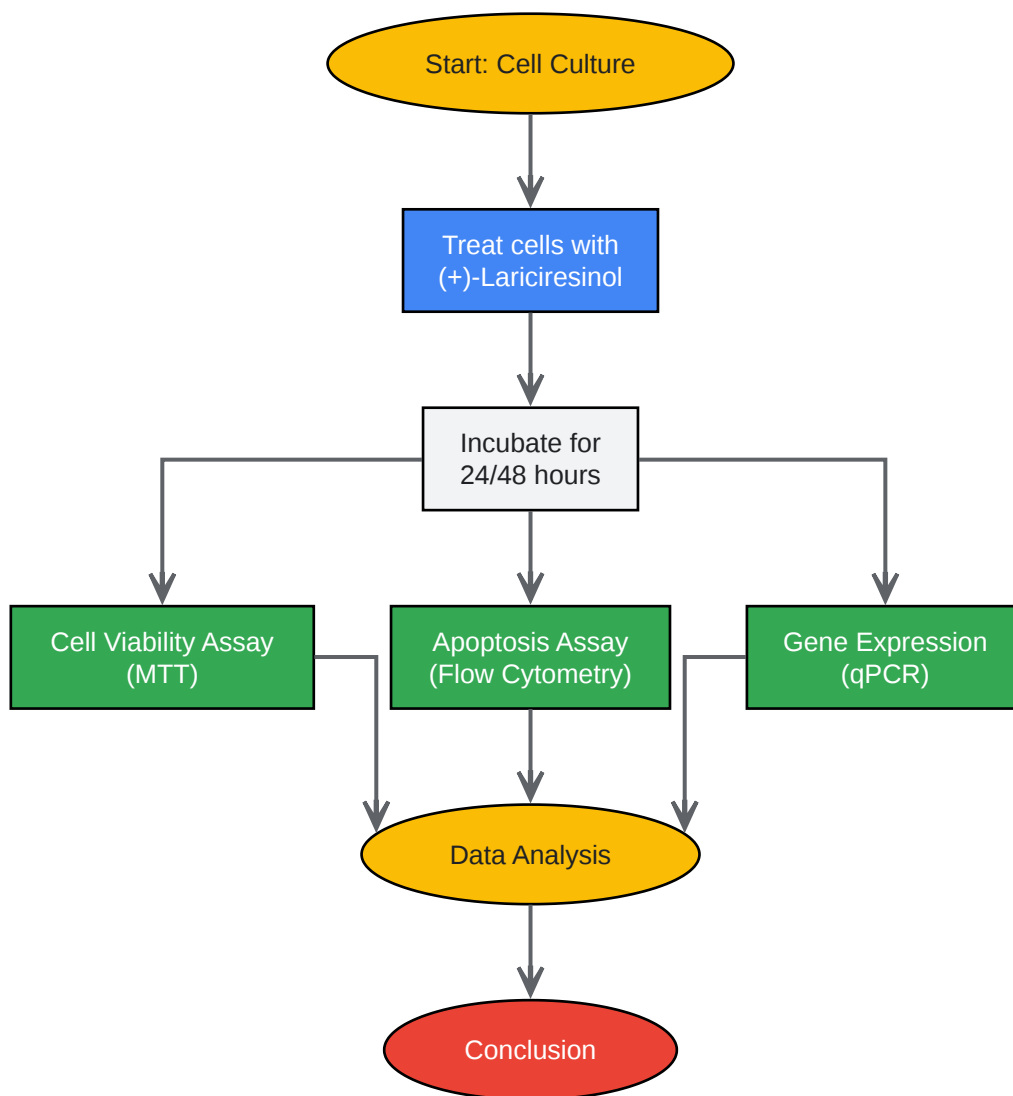 Start: Cell Culture
Treat cells with
(+)-Lariciresinol
Incubate for
24/48 hours
Cell Viability Assay
(MTT)
Apoptosis Assay
(Flow Cytometry)
Gene Expression
(qPCR)
Data Analysis
Conclusion